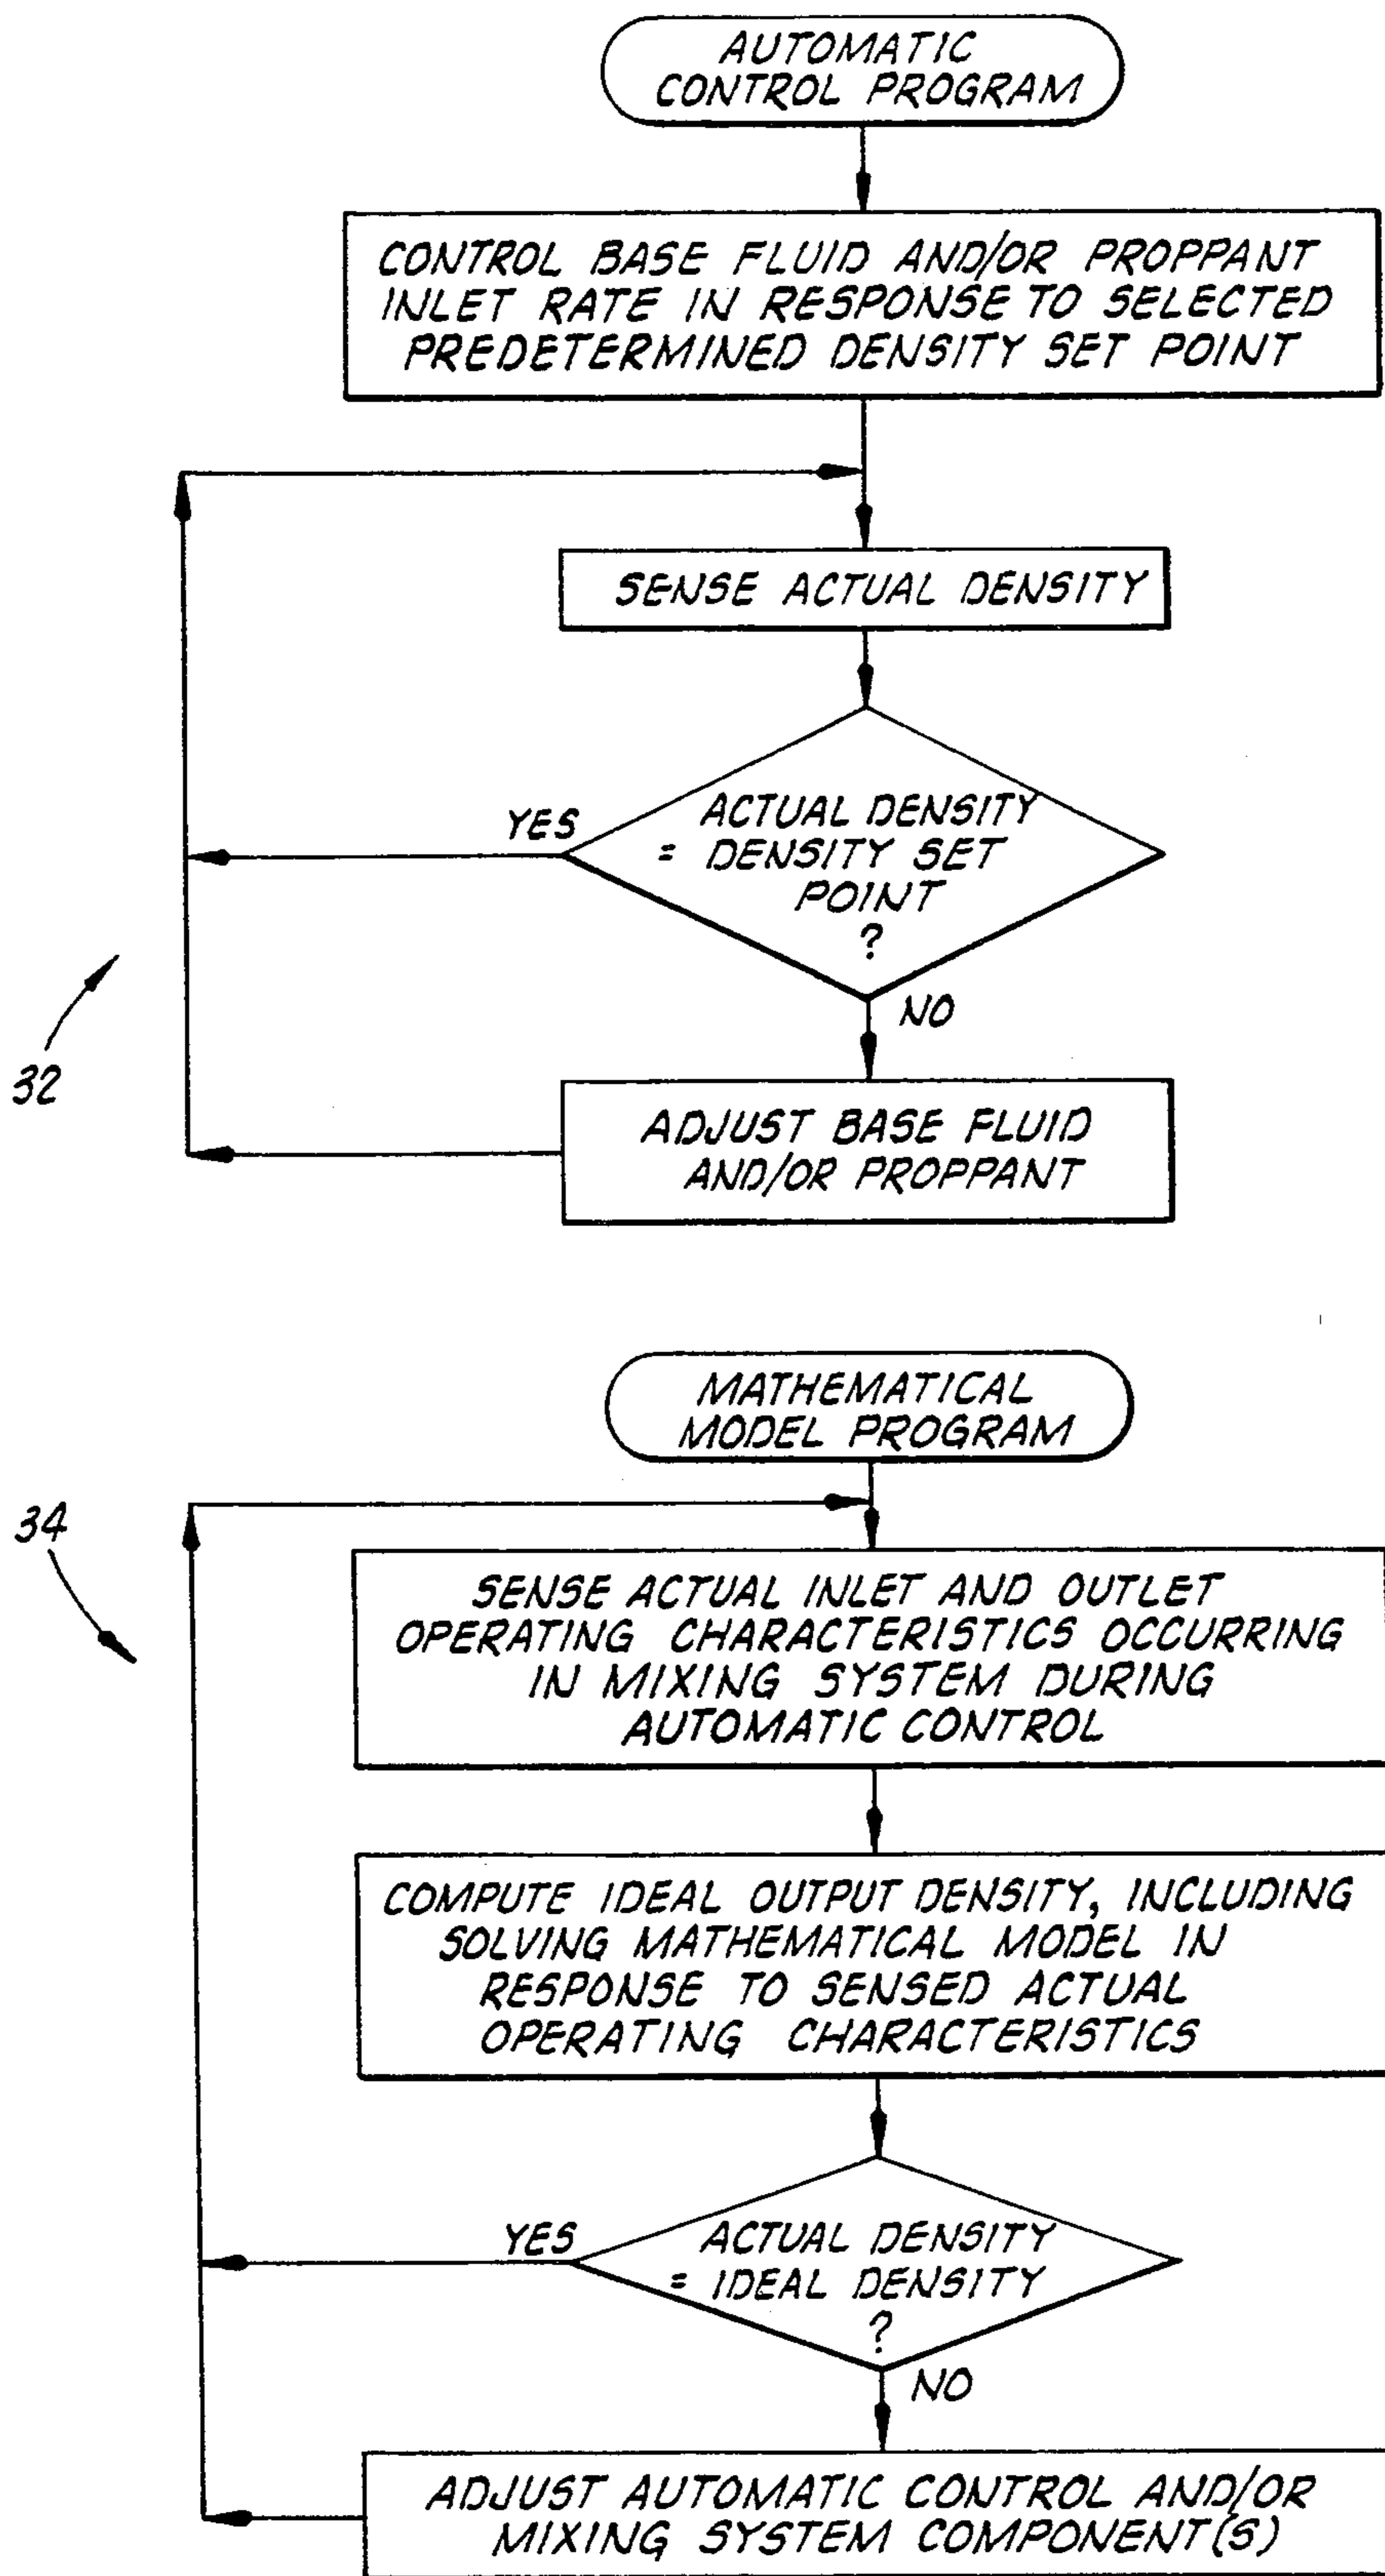 AUTOMATIC
CONTROL PROGRAM
CONTROL BASE FLUID AND/OR PROPPANT
INLET RATE IN RESPONSE TO SELECTED
PREDETERMINED DENSITY SET POINT
SENSE ACTUAL DENSITY
YES
ACTUAL DENSITY
= DENSITY SET
POINT
?
NO
32
ADJUST BASE FLUID
AND/OR PROPPANT
MATHEMATICAL
MODEL PROGRAM
34
SENSE ACTUAL INLET AND OUTLET
OPERATING CHARACTERISTICS OCCURRING
IN MIXING SYSTEM DURING
AUTOMATIC CONTROL
COMPUTE IDEAL OUTPUT DENSITY, INCLUDING
SOLVING MATHEMATICAL MODEL IN
RESPONSE TO SENSED ACTUAL
OPERATING CHARACTERISTICS
YES
ACTUAL DENSITY
= IDEAL DENSITY
?
NO
ADJUST AUTOMATIC CONTROL AND/OR
MIXING SYSTEM COMPONENT(S)